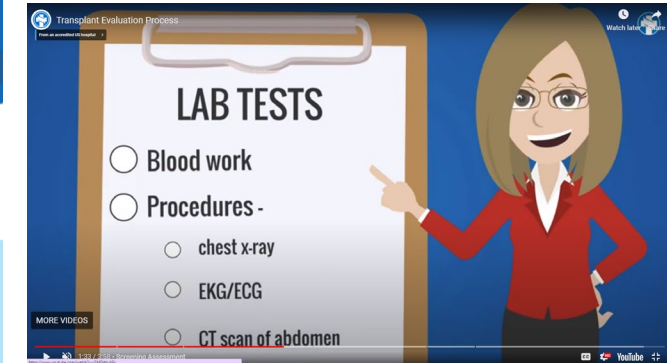 Transplant Evaluation Process
From an accredited US hospital >
Watch later
Share
LAB TESTS
Blood work
Procedures -
chest x-ray
EKG/ECG
CT scan of abdomen
MORE VIDEOS
1:33 / 3:58 • Screening Assessment
CC
YouTube